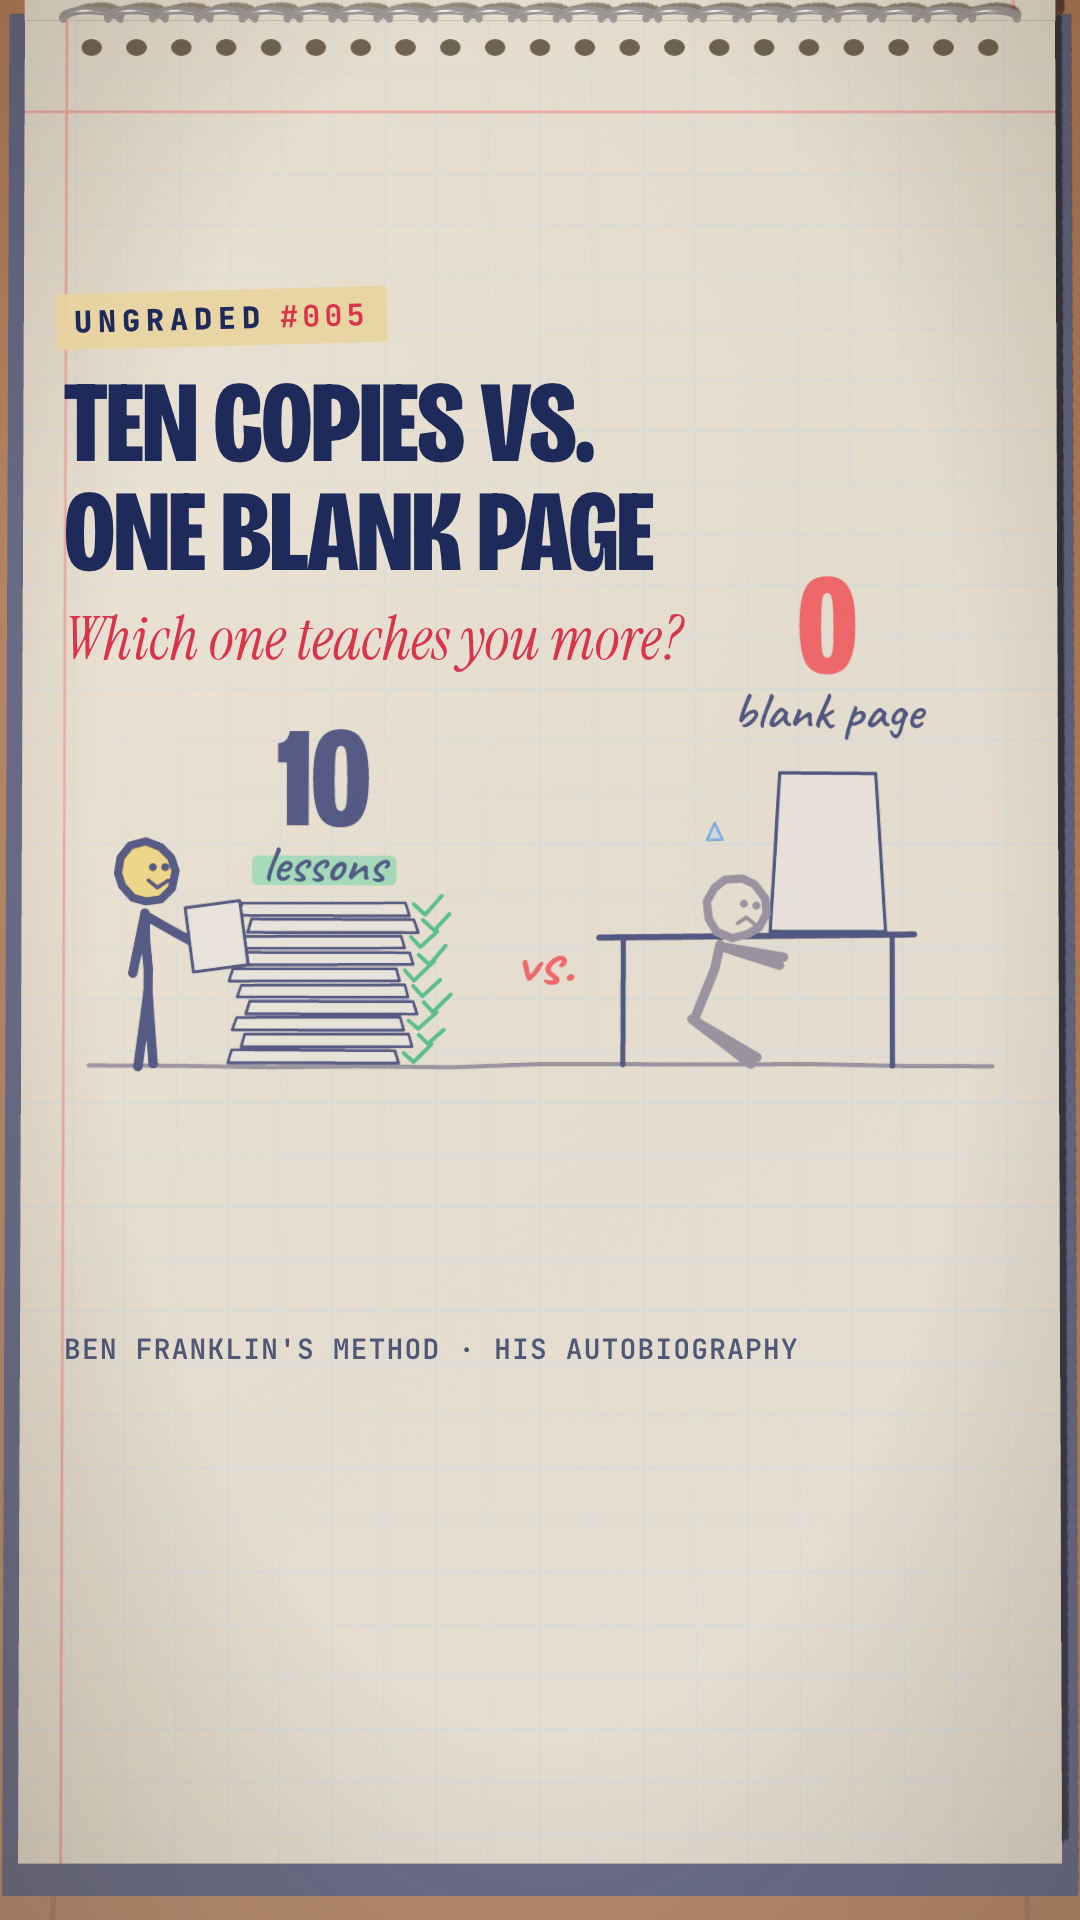 UNGRADED #005
TEN COPIES VS.
ONE BLANK PAGE
Which one teaches you more?
0
blank page
10
lessons
vs.
BEN FRANKLIN'S METHOD · HIS AUTOBIOGRAPHY